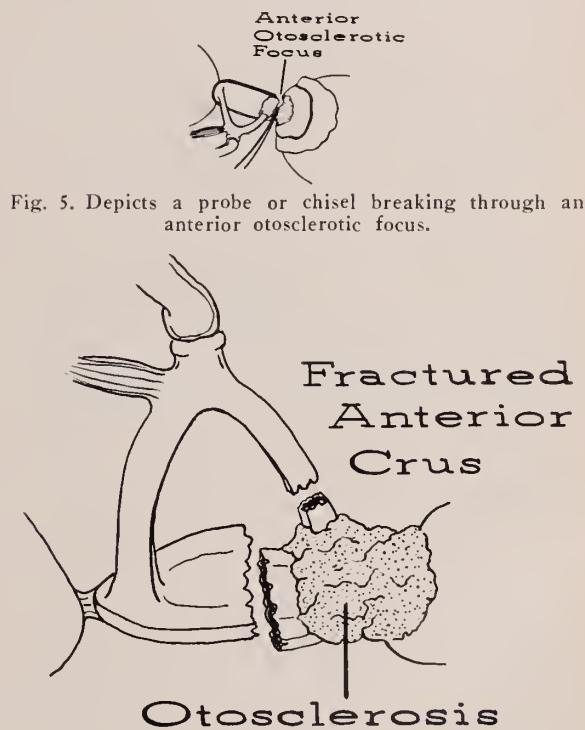 Anterior
Otosclerotic
Focus
Fig. 5. Depicts a probe or chisel breaking through an
anterior otosclerotic focus.
Fractured
Anterior
Crus
Otosclerosis